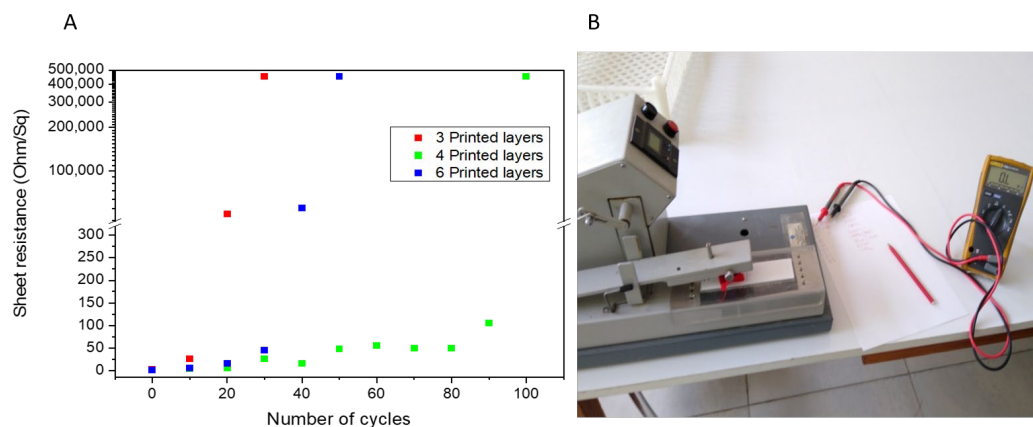 A
B
500,000
400,000
300,000
200,000
100,000
300
250
200
150
100
50
0
Sheet resistance (Ohm/Sq)
3 Printed layers
4 Printed layers
6 Printed layers
0 20 40 60 80 100
Number of cycles